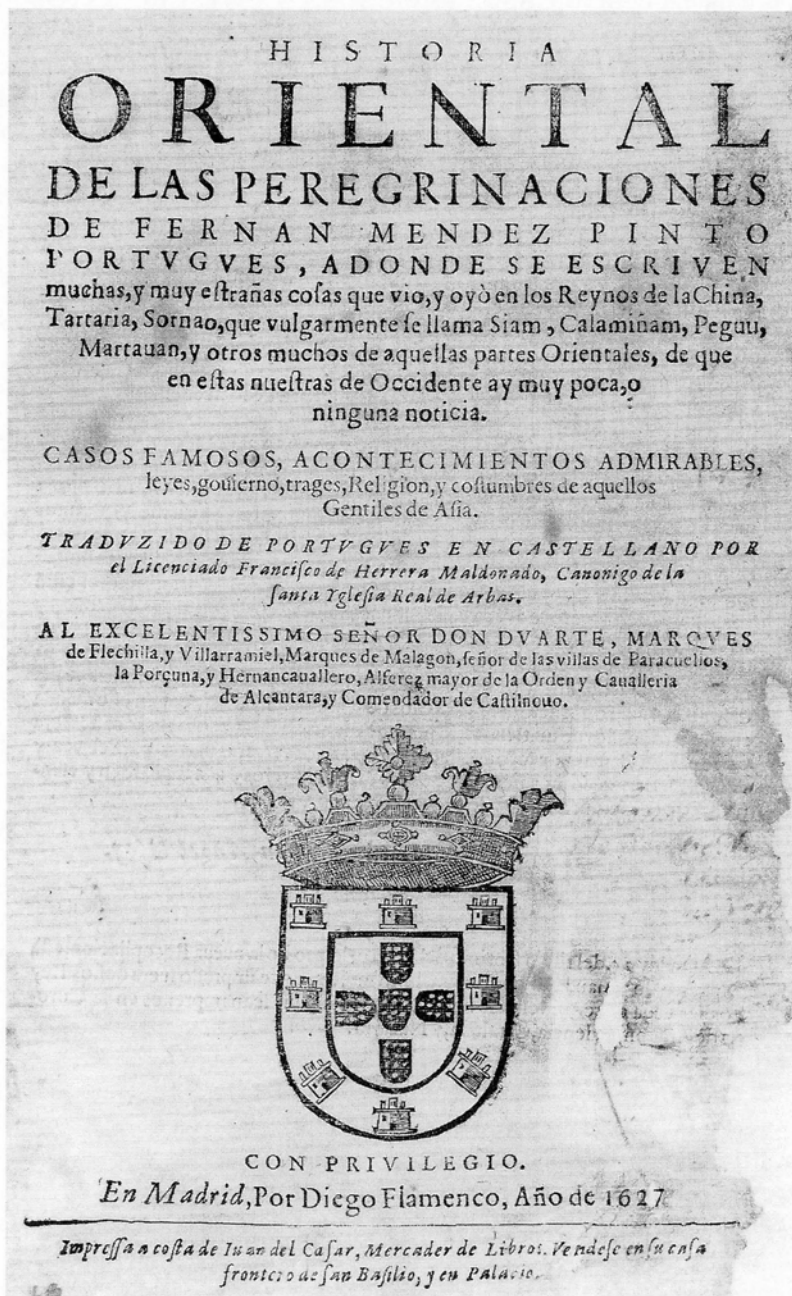 HISTORIA
ORIENTAL
DE LAS PEREGRINACIONES
DE FERNAN MENDEZ PINTO
PORTVGVES, ADONDE SE ESCRIVEN
muchas, y muy eſtrañas coſas que vio, y oyò en los Reynos de la China,
Tartaria, Sornao, que vulgarmente ſe llama Siam, Calamiñam, Peguu,
Martauan, y otros muchos de aquellas partes Orientales, de que
en eſtas nueſtras de Occidente ay muy poca, o
ninguna noticia.
CASOS FAMOSOS, ACONTECIMIENTOS ADMIRABLES,
leyes, gouierno, trages, Religion, y coſtumbres de aquellos
Gentiles de Aſia.
TRADVZIDO DE PORTVGVES EN CASTELLANO POR
el Licenciado Franciſco de Herrera Maldonado, Canonigo de la
ſanta Ygleſia Real de Arbas.
AL EXCELENTISSIMO SEÑOR DON DVARTE, MARQVES
de Flechilla, y Villarramiel, Marques de Malagon, ſeñor de las villas de Paracuellos,
la Porçuna, y Hernancauallero, Alferez mayor de la Orden y Caualleria
de Alcantara, y Comendador de Caſtilnouo.
CON PRIVILEGIO.
En Madrid, Por Diego Flamenco, Año de 1627
Impreſſa a coſta de Iuan del Caſar, Mercader de Libros. Vendeſe en ſu caſa
frontero de ſan Baſilio, y en Palacio.